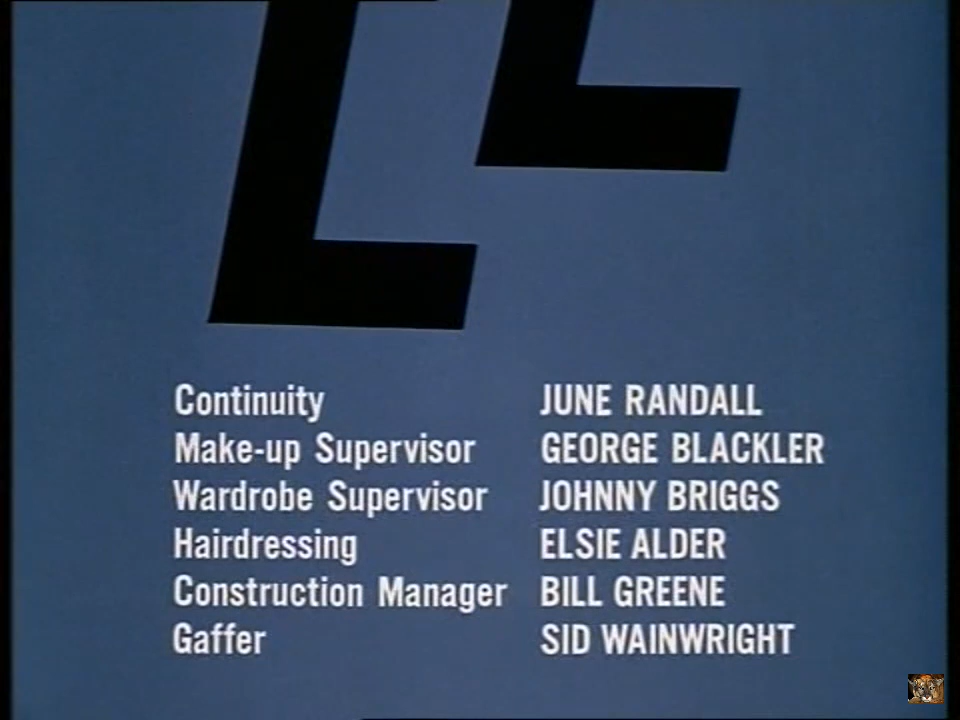 Continuity JUNE RANDALL
Make-up Supervisor GEORGE BLACKLER
Wardrobe Supervisor JOHNNY BRIGGS
Hairdressing ELSIE ALDER
Construction Manager BILL GREENE
Gaffer SID WAINWRIGHT